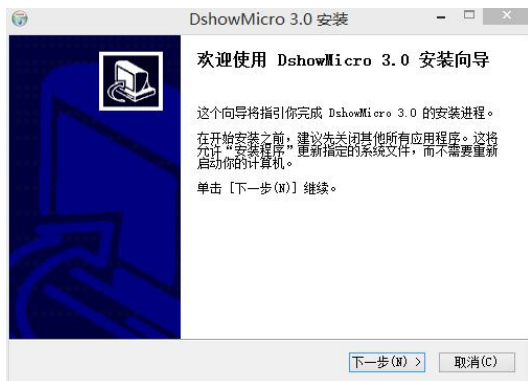 DshowMicro 3.0 安装
欢迎使用 DshowMicro 3.0 安装向导
这个向导将指引你完成 DshowMicro 3.0 的安装进程。
在开始安装之前，建议先关闭其他所有应用程序。这将
允许“安装程序”更新指定的系统文件，而不需要重新
启动你的计算机。
单击 [下一步(N)] 继续。
下一步(N) >
取消(C)